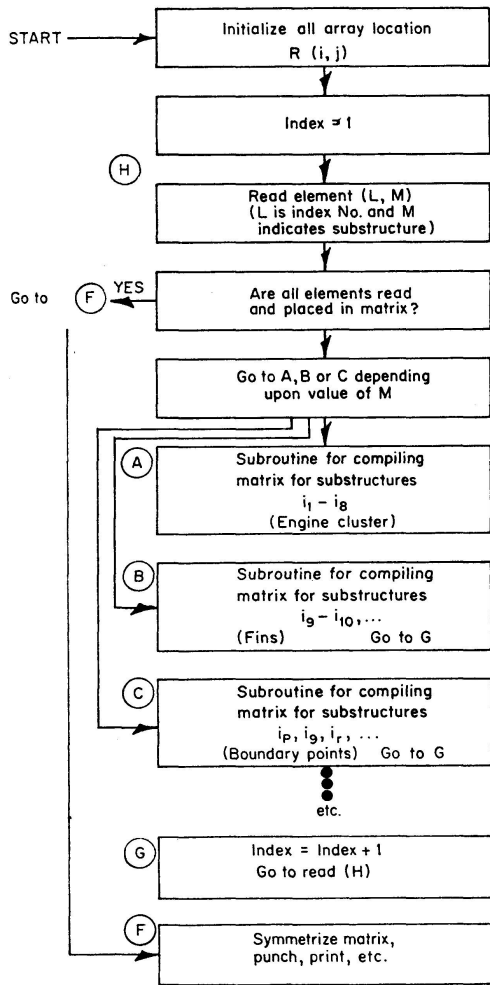 START
Initialize all array location
R (i, j)
Index = 1
H
Read element (L, M)
(L is index No. and M
indicates substructure)
Go to
F
YES
Are all elements read
and placed in matrix?
Go to A, B or C depending
upon value of M
A
Subroutine for compiling
matrix for substructures
i₁ – i₈
(Engine cluster)
B
Subroutine for compiling
matrix for substructures
i₉ – i₁₀, ...
(Fins) Go to G
C
Subroutine for compiling
matrix for substructures
iₚ, i₉, iᵣ, ...
(Boundary points) Go to G
etc.
G
Index = Index + 1
Go to read (H)
F
Symmetrize matrix,
punch, print, etc.